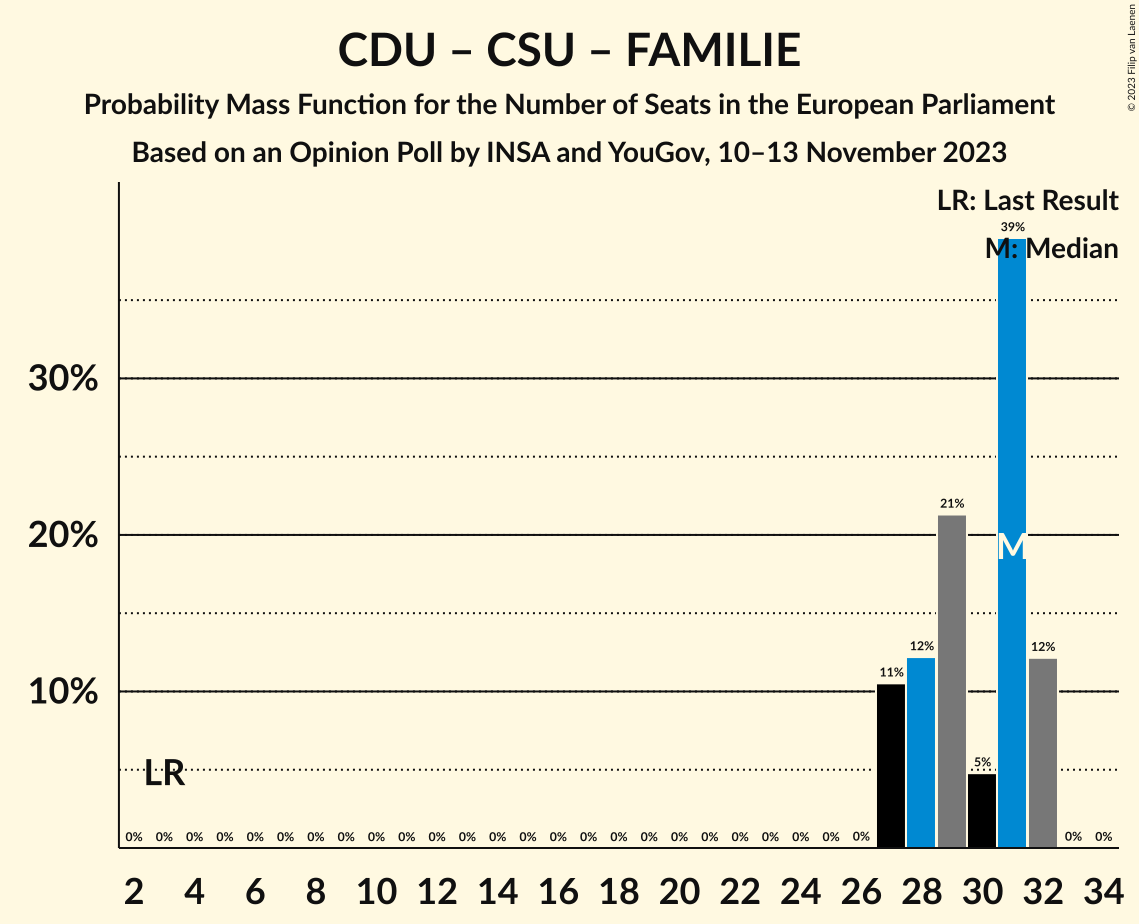 CDU – CSU – FAMILIE
Probability Mass Function for the Number of Seats in the European Parliament
Based on an Opinion Poll by INSA and YouGov, 10–13 November 2023
© 2023 Filip van Laenen
LR: Last Result
M: Median
39%
30%
21%
20%
M
12%
12%
11%
10%
5%
LR
0% 0% 0% 0% 0% 0% 0% 0% 0% 0% 0% 0% 0% 0% 0% 0% 0% 0% 0% 0% 0% 0% 0% 0% 0% 0% 0%
2 4 6 8 10 12 14 16 18 20 22 24 26 28 30 32 34